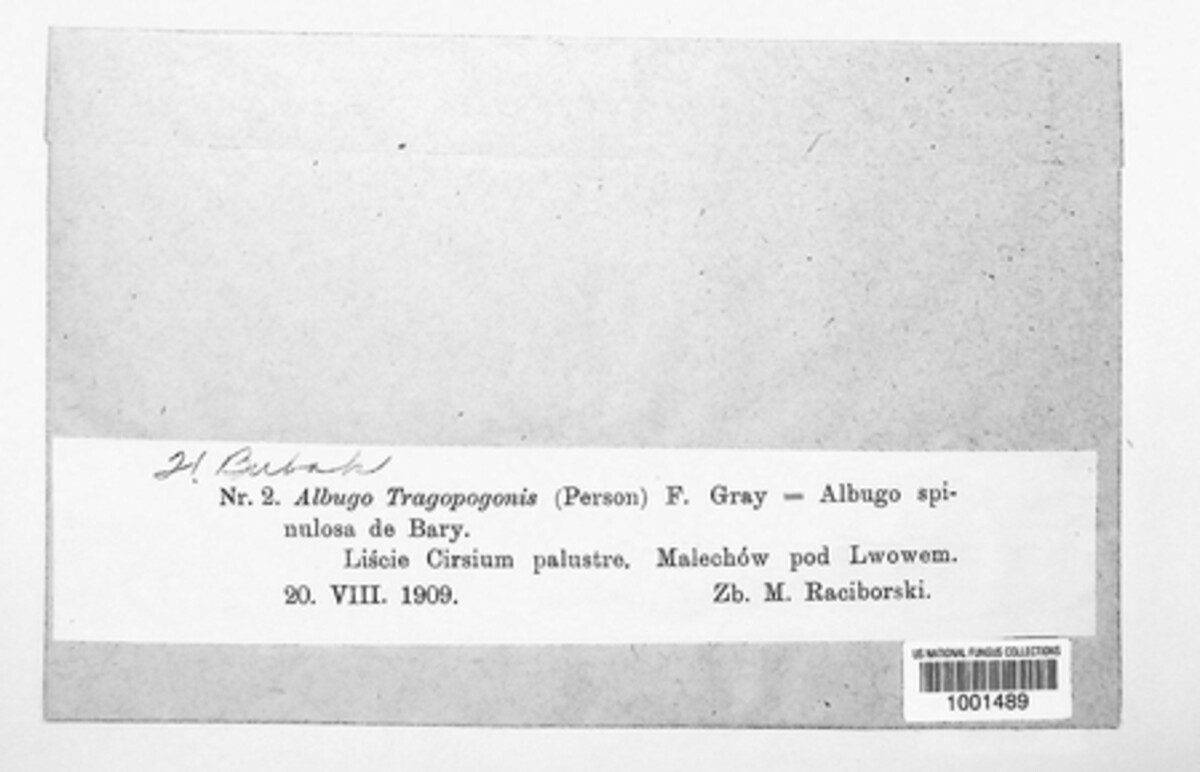 H. Bubak
Nr. 2. Albugo Tragopogonis (Person) F. Gray = Albugo spi-
nulosa de Bary.
Liście Cirsium palustre. Malechów pod Lwowem.
20. VIII. 1909. Zb. M. Raciborski.
US NATIONAL FUNGUS COLLECTIONS
1001489